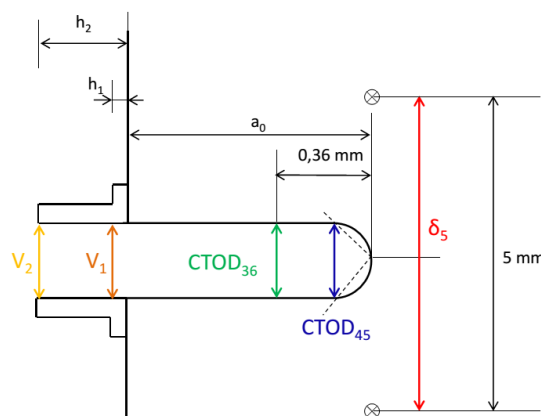 h₂
h₁
a₀
0,36 mm
V₂
V₁
CTOD₃₆
δ₅
5 mm
CTOD₄₅